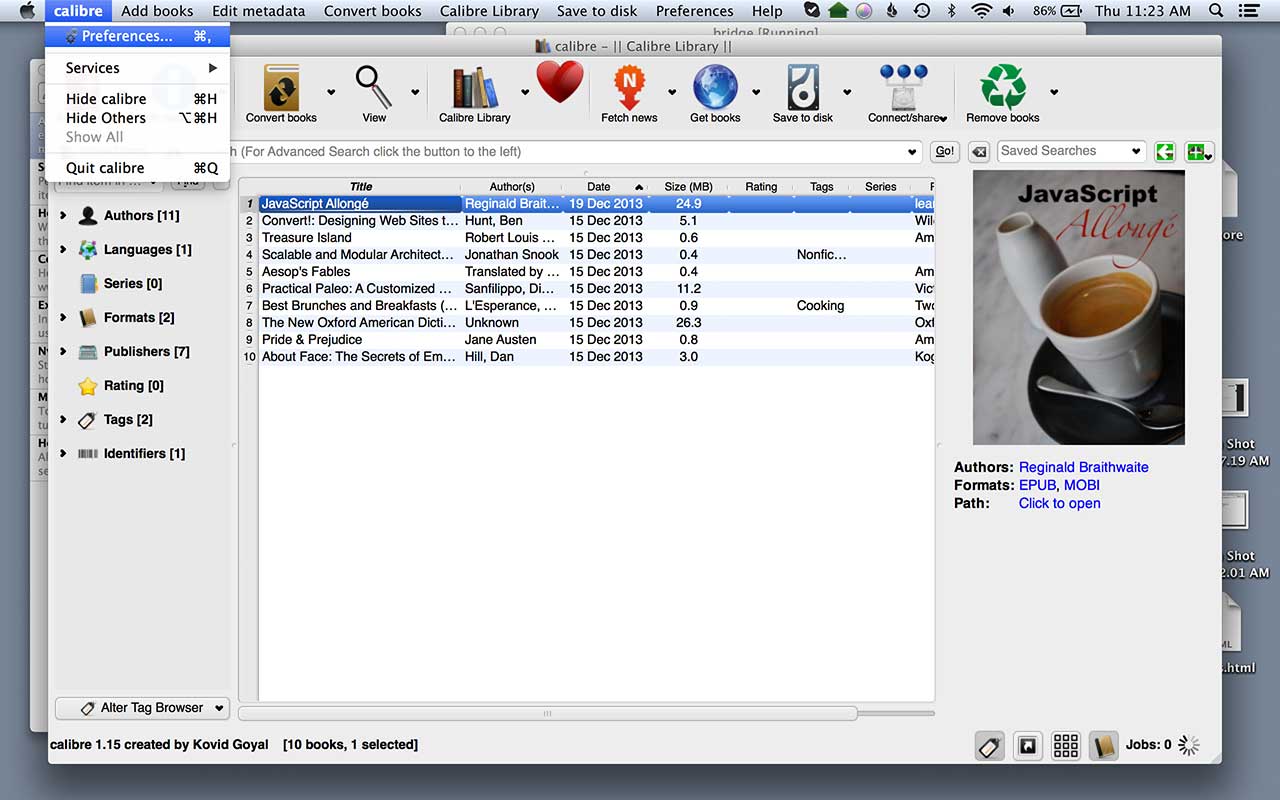 calibre Add books Edit metadata Convert books Calibre Library Save to disk Preferences Help 86% Thu 11:23 AM
bridge [Running]
Preferences... ⌘,
Services
Hide calibre ⌘H
Hide Others ⌥⌘H
Show All
Quit calibre ⌘Q
calibre – || Calibre Library ||
Convert books View Calibre Library Fetch news Get books Save to disk Connect/share Remove books
(For Advanced Search click the button to the left) Go! Saved Searches
Find item in ... Find
Authors [11]
Languages [1]
Series [0]
Formats [2]
Publishers [7]
Rating [0]
Tags [2]
Identifiers [1]
Alter Tag Browser
Title Author(s) Date Size (MB) Rating Tags Series
1 JavaScript Allongé Reginald Brait... 19 Dec 2013 24.9 lea
2 Convert!: Designing Web Sites t... Hunt, Ben 15 Dec 2013 5.1 Wil
3 Treasure Island Robert Louis ... 15 Dec 2013 0.6 Am
4 Scalable and Modular Architect... Jonathan Snook 15 Dec 2013 0.4 Nonfic...
5 Aesop's Fables Translated by ... 15 Dec 2013 0.4 Am
6 Practical Paleo: A Customized ... Sanfilippo, Di... 15 Dec 2013 11.2 Vic
7 Best Brunches and Breakfasts (... L'Esperance, ... 15 Dec 2013 0.9 Cooking Two
8 The New Oxford American Dicti... Unknown 15 Dec 2013 26.3 Oxf
9 Pride & Prejudice Jane Austen 15 Dec 2013 0.8 Am
10 About Face: The Secrets of Em... Hill, Dan 15 Dec 2013 3.0 Kog
JavaScript
Allongé
Authors: Reginald Braithwaite
Formats: EPUB, MOBI
Path: Click to open
calibre 1.15 created by Kovid Goyal [10 books, 1 selected]
Jobs: 0
ore
Shot
7.19 AM
Shot
2.01 AM
ML
s.html